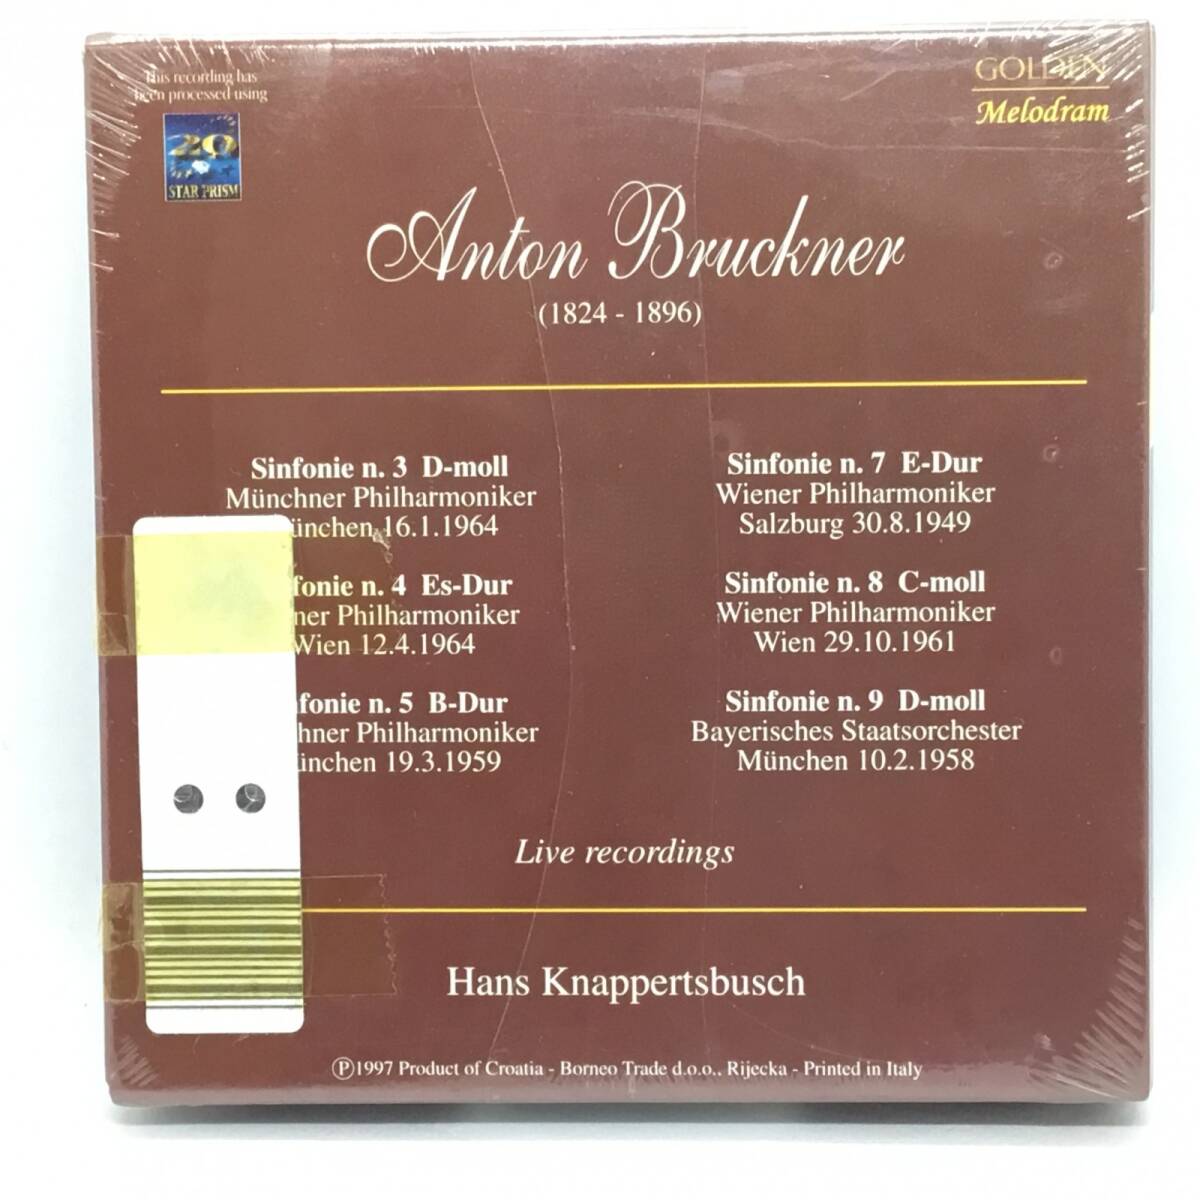 This recording has
been processed using
20
STAR PRISM
GOLDEN
Melodram
Anton Bruckner
(1824 - 1896)
Sinfonie n. 3 D-moll
Münchner Philharmoniker
ünchen 16.1.1964
fonie n. 4 Es-Dur
ner Philharmoniker
Wien 12.4.1964
nfonie n. 5 B-Dur
hner Philharmoniker
ünchen 19.3.1959
Sinfonie n. 7 E-Dur
Wiener Philharmoniker
Salzburg 30.8.1949
Sinfonie n. 8 C-moll
Wiener Philharmoniker
Wien 29.10.1961
Sinfonie n. 9 D-moll
Bayerisches Staatsorchester
München 10.2.1958
Live recordings
Hans Knappertsbusch
Ⓟ1997 Product of Croatia - Borneo Trade d.o.o.. Rijecka - Printed in Italy